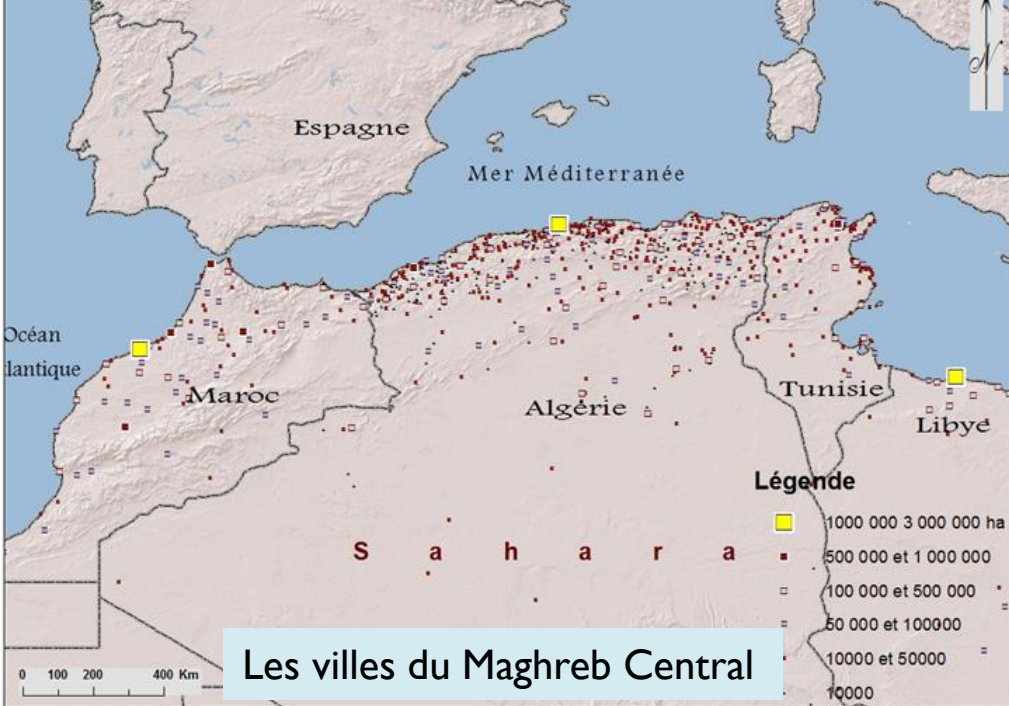 N
Espagne
Mer Méditerranée
Océan
lantique
Maroc
Algérie
Tunisie
Libye
S a h a r a
Légende
1000 000 3 000 000 ha
500 000 et 1 000 000
100 000 et 500 000
50 000 et 100000
10000 et 50000
10000
0 100 200 400 Km
Les villes du Maghreb Central